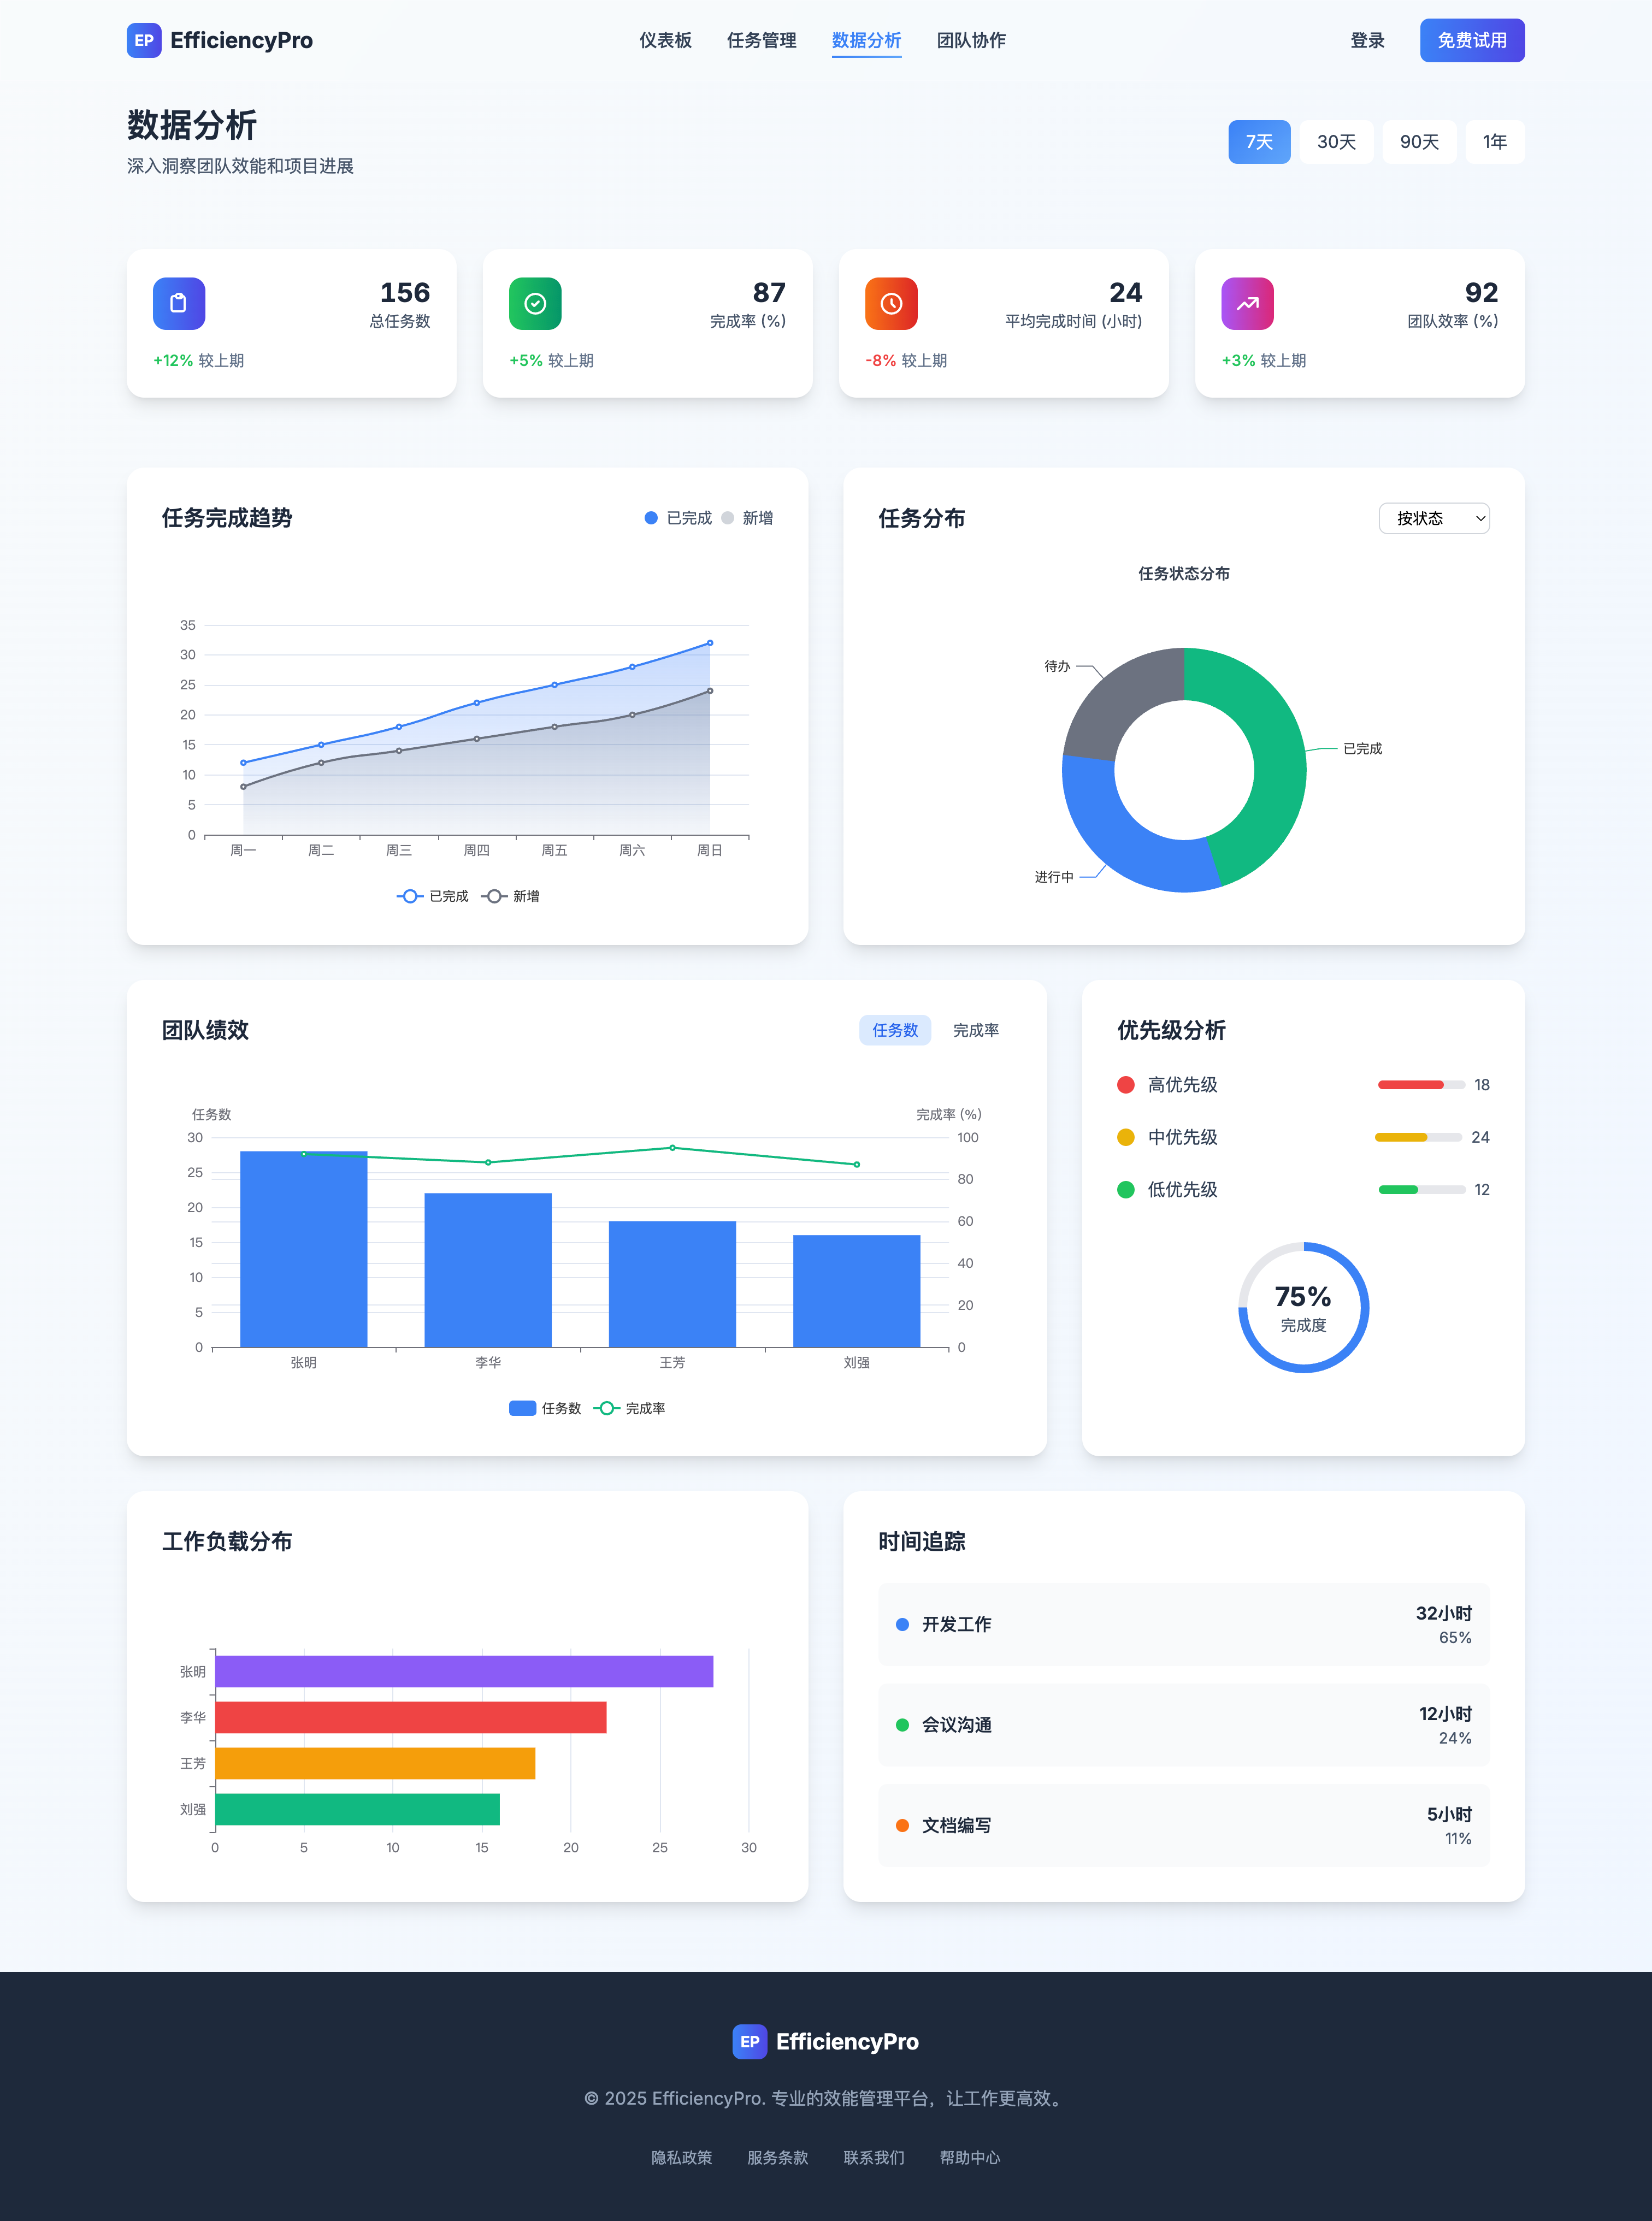 EP EfficiencyPro 仪表板 任务管理 数据分析 团队协作 登录 免费试用
数据分析
深入洞察团队效能和项目进展
7天 30天 90天 1年
156
总任务数
+12% 较上期
87
完成率 (%)
+5% 较上期
24
平均完成时间 (小时)
-8% 较上期
92
团队效率 (%)
+3% 较上期
任务完成趋势 已完成 新增
35
30
25
20
15
10
5
0
周一 周二 周三 周四 周五 周六 周日
已完成 新增
任务分布 按状态
任务状态分布
待办
已完成
进行中
团队绩效 任务数 完成率
任务数 完成率 (%)
30 100
25 80
20 60
15 40
10 20
5
0 0
张明 李华 王芳 刘强
任务数 完成率
优先级分析
高优先级 18
中优先级 24
低优先级 12
75%
完成度
工作负载分布
张明
李华
王芳
刘强
0 5 10 15 20 25 30
时间追踪
开发工作 32小时
65%
会议沟通 12小时
24%
文档编写 5小时
11%
EP EfficiencyPro
© 2025 EfficiencyPro. 专业的效能管理平台，让工作更高效。
隐私政策 服务条款 联系我们 帮助中心